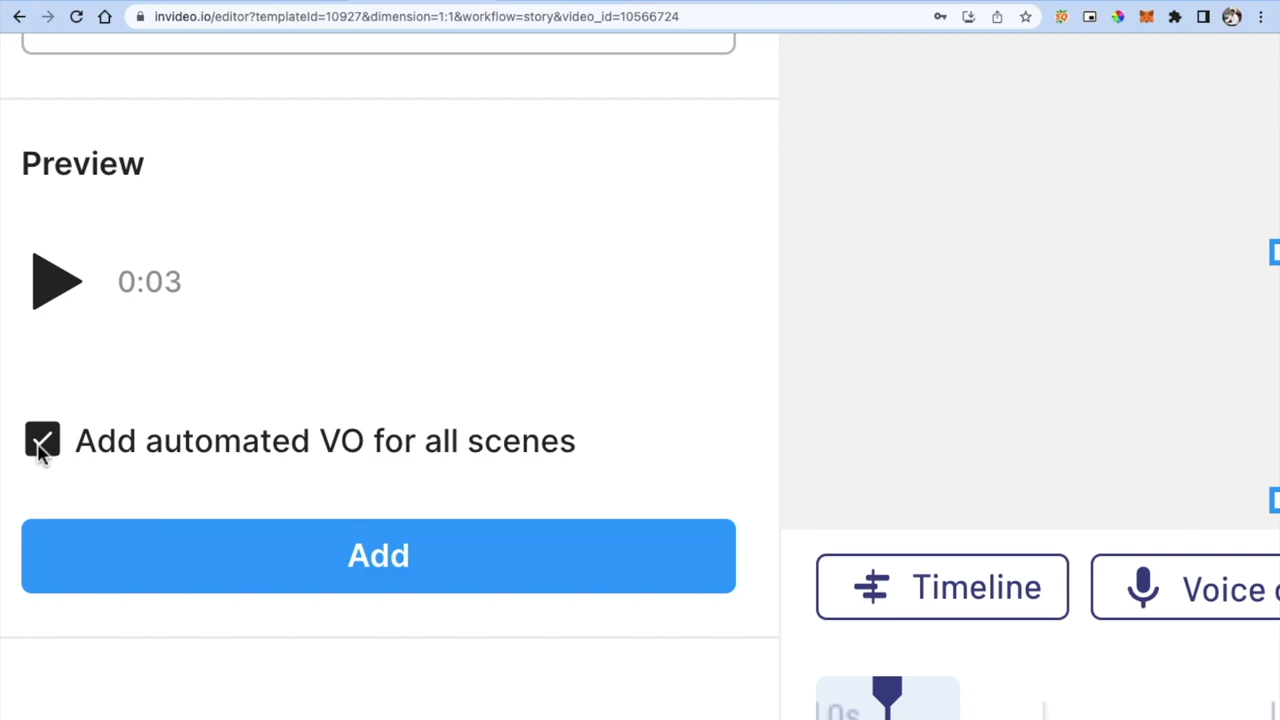 invideo.io/editor?templateId=10927&dimension=1:1&workflow=story&video_id=10566724
Preview
0:03
Add automated VO for all scenes
Add
Timeline
Voice
0s